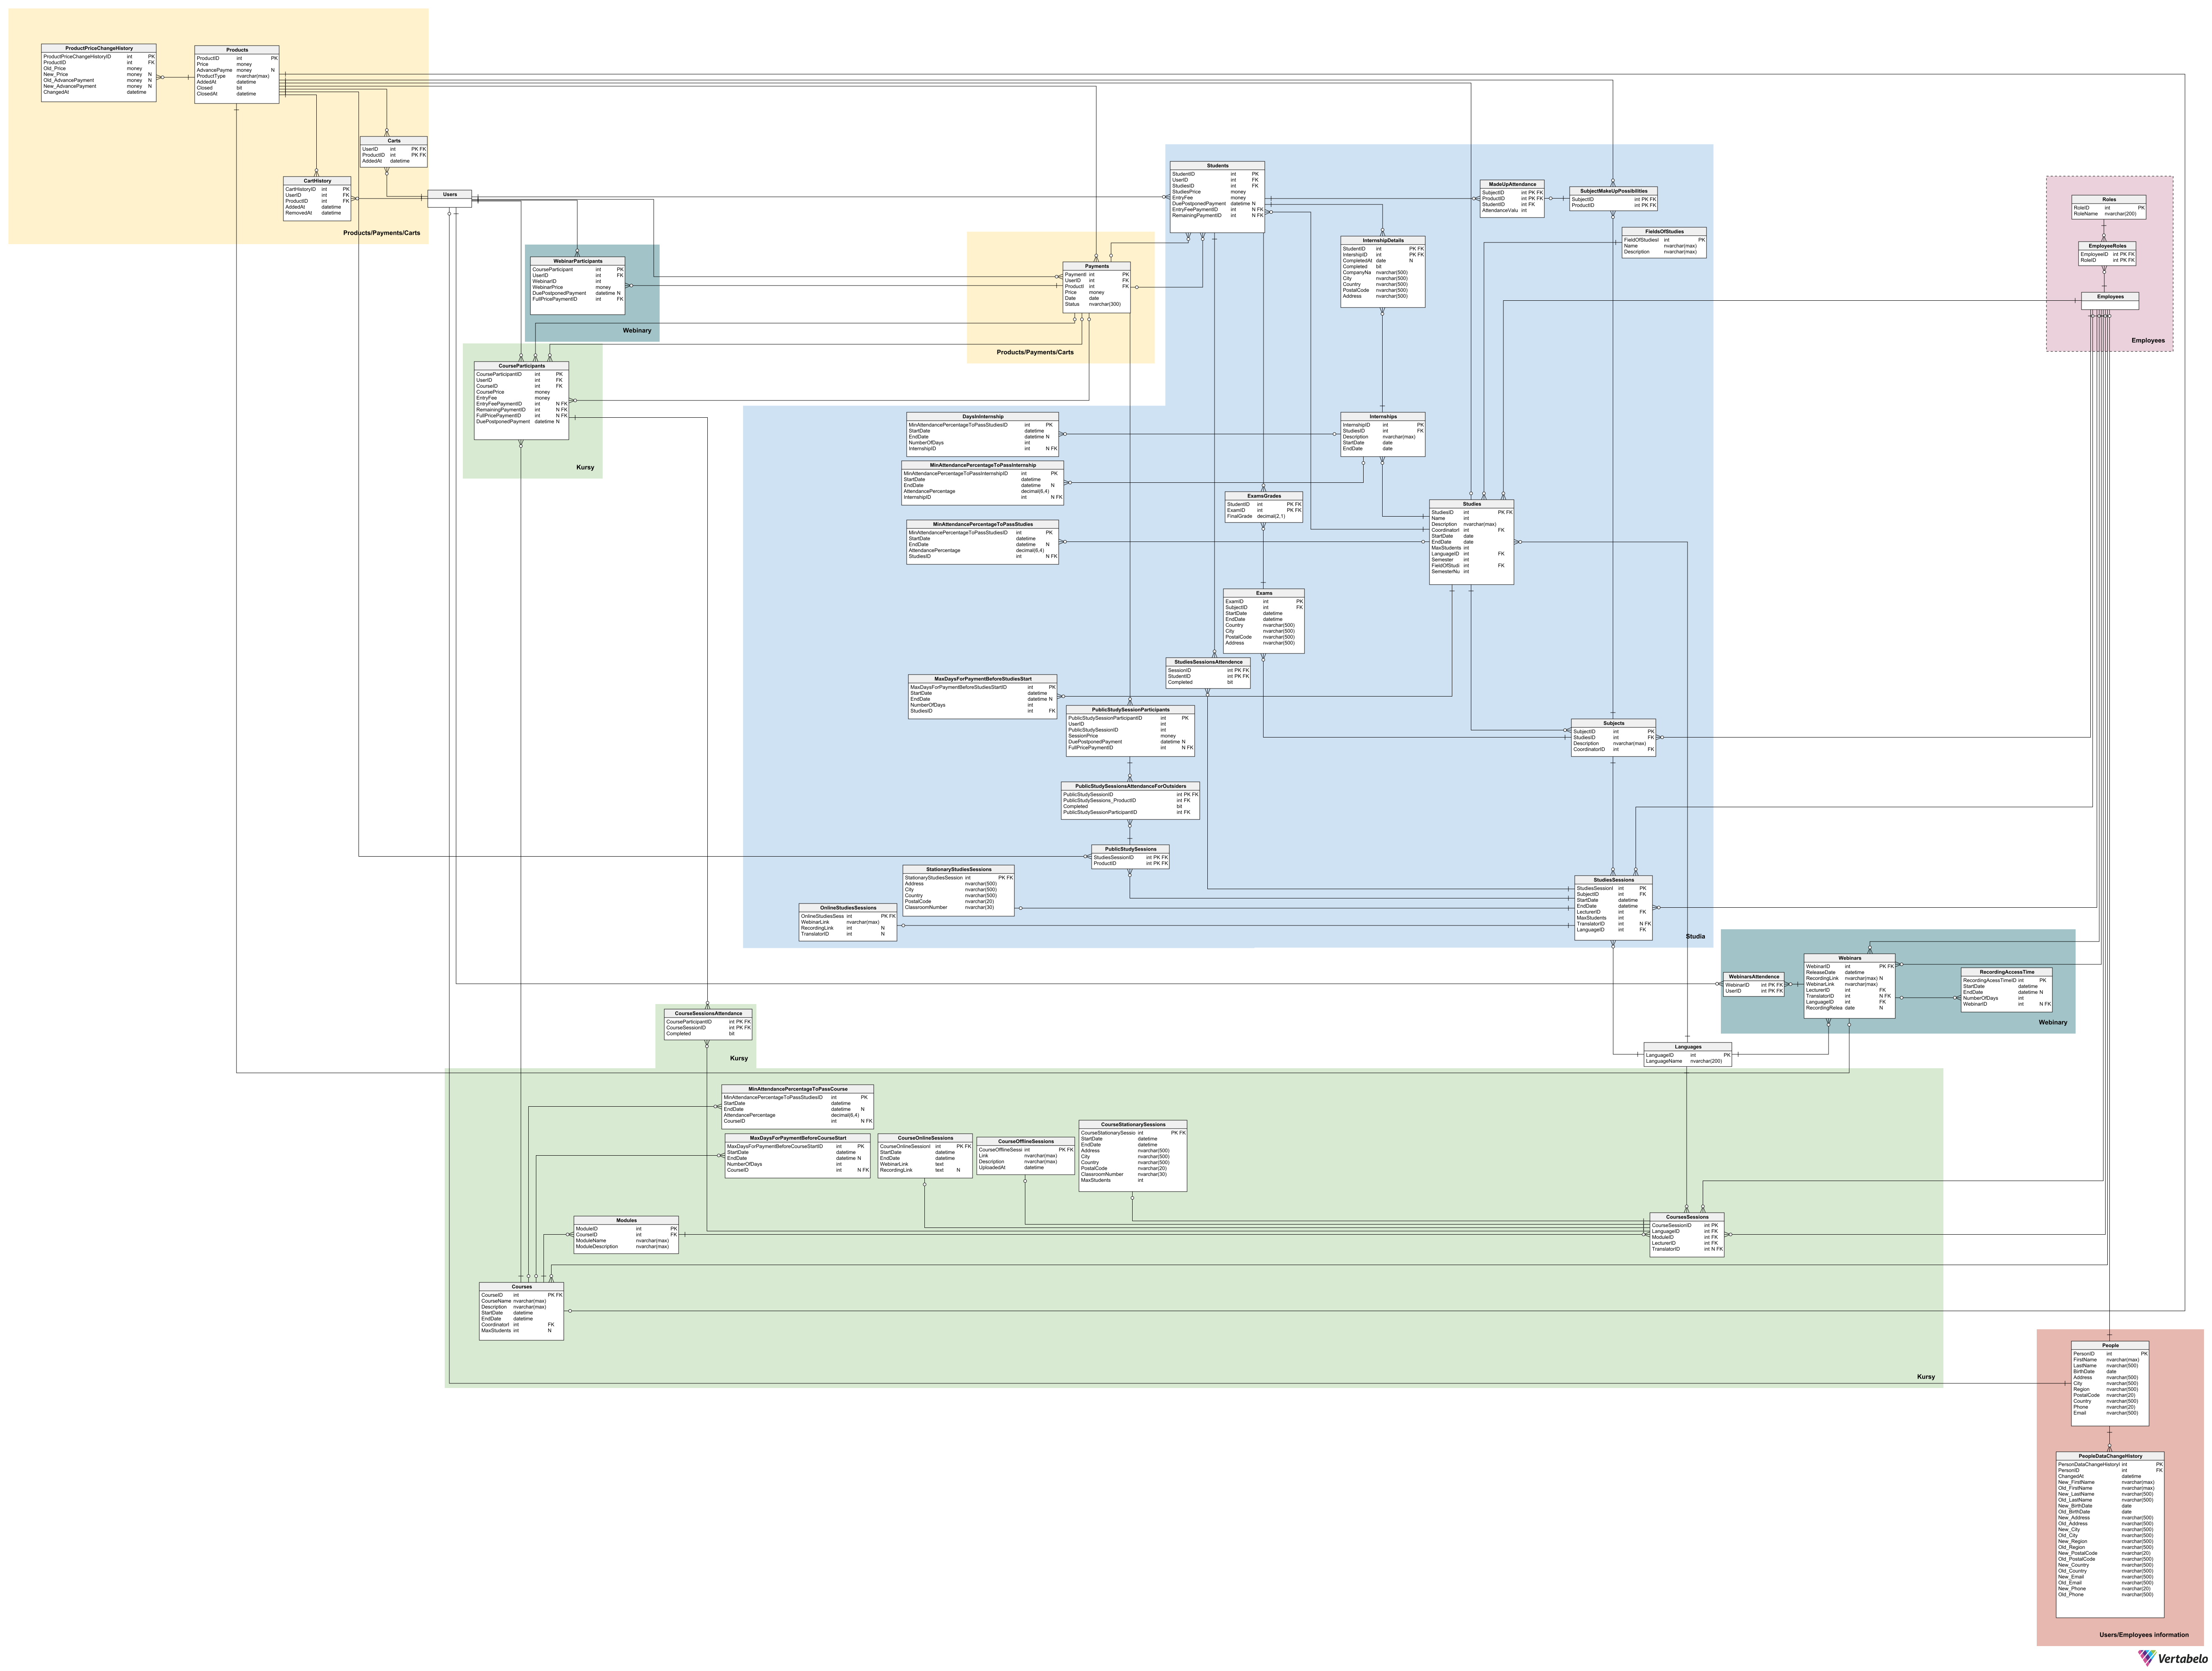 ProductPriceChangeHistory
ProductPriceChangeHistoryID int PK
ProductID int FK
Old_Price money
New_Price money N
Old_AdvancePayment money N
New_AdvancePayment money N
ChangedAt datetime
Products
ProductID int PK
Price money
AdvancePayme money N
ProductType nvarchar(max)
AddedAt datetime
Closed bit
ClosedAt datetime
Carts
UserID int PK FK
ProductID int PK FK
AddedAt datetime
CartHistory
CartHistoryID int PK
UserID int FK
ProductID int FK
AddedAt datetime
RemovedAt datetime
Products/Payments/Carts
Users
WebinarParticipants
CourseParticipant int PK
UserID int FK
WebinarID int
WebinarPrice money
DuePostponedPayment datetime N
FullPricePaymentID int FK
Webinary
CourseParticipants
CourseParticipantID int PK
UserID int FK
CourseID int FK
CoursePrice money
EntryFee money
EntryFeePaymentID int N FK
RemainingPaymentID int N FK
FullPricePaymentID int N FK
DuePostponedPayment datetime N
Kursy
Payments
PaymentI int PK
UserID int FK
ProductI int FK
Price money
Date date
Status nvarchar(300)
Products/Payments/Carts
Students
StudentID int PK
UserID int FK
StudiesID int FK
StudiesPrice money
EntryFee money
DuePostponedPayment datetime N
EntryFeePaymentID int N FK
RemainingPaymentID int N FK
MadeUpAttendance
SubjectID int PK FK
ProductID int PK FK
StudentID int FK
AttendanceValu int
SubjectMakeUpPossibilities
SubjectID int PK FK
ProductID int PK FK
FieldsOfStudies
FieldOfStudiesI int PK
Name nvarchar(max)
Description nvarchar(max)
InternshipDetails
StudentID int PK FK
IntershipID int PK FK
CompletedAt date N
Completed bit
CompanyNa nvarchar(500)
City nvarchar(500)
Country nvarchar(500)
PostalCode nvarchar(500)
Address nvarchar(500)
Roles
RoleID int PK
RoleName nvarchar(200)
EmployeeRoles
EmployeeID int PK FK
RoleID int PK FK
Employees
Employees
DaysInInternship
MinAttendancePercentageToPassStudiesID int PK
StartDate datetime
EndDate datetime N
NumberOfDays int
InternshipID int N FK
MinAttendancePercentageToPassInternship
MinAttendancePercentageToPassInternshipID int PK
StartDate datetime
EndDate datetime N
AttendancePercentage decimal(6,4)
InternshipID int N FK
MinAttendancePercentageToPassStudies
MinAttendancePercentageToPassStudiesID int PK
StartDate datetime
EndDate datetime N
AttendancePercentage decimal(6,4)
StudiesID int N FK
Internships
InternshipID int PK
StudiesID int FK
Description nvarchar(max)
StartDate date
EndDate date
ExamsGrades
StudentID int PK FK
ExamID int PK FK
FinalGrade decimal(2,1)
Studies
StudiesID int PK FK
Name int
Description nvarchar(max)
CoordinatorI int FK
StartDate date
EndDate date
MaxStudents int
LanguageID int FK
Semester int
FieldOfStudi int FK
SemesterNu int
Exams
ExamID int PK
SubjectID int FK
StartDate datetime
EndDate datetime
Country nvarchar(500)
City nvarchar(500)
PostalCode nvarchar(500)
Address nvarchar(500)
StudiesSessionsAttendence
SessionID int PK FK
StudentID int PK FK
Completed bit
MaxDaysForPaymentBeforeStudiesStart
MaxDaysForPaymentBeforeStudiesStartID int PK
StartDate datetime
EndDate datetime N
NumberOfDays int
StudiesID int FK
PublicStudySessionParticipants
PublicStudySessionParticipantID int PK
UserID int
PublicStudySessionID int
SessionPrice money
DuePostponedPayment datetime N
FullPricePaymentID int N FK
Subjects
SubjectID int PK
StudiesID int FK
Description nvarchar(max)
CoordinatorID int FK
PublicStudySessionsAttendanceForOutsiders
PublicStudySessionID int PK FK
PublicStudySessions_ProductID int FK
Completed bit
PublicStudySessionParticipantID int FK
PublicStudySessions
StudiesSessionID int PK FK
ProductID int PK FK
StationaryStudiesSessions
StationaryStudiesSession int PK FK
Address nvarchar(500)
City nvarchar(500)
Country nvarchar(500)
PostalCode nvarchar(20)
ClassroomNumber nvarchar(30)
OnlineStudiesSessions
OnlineStudiesSess int PK FK
WebinarLink nvarchar(max)
RecordingLink int N
TranslatorID int N
StudiesSessions
StudiesSessionI int PK
SubjectID int FK
StartDate datetime
EndDate datetime
LecturerID int FK
MaxStudents int
TranslatorID int N FK
LanguageID int FK
Studia
WebinarsAttendence
WebinarID int PK FK
UserID int PK FK
Webinars
WebinarID int PK FK
ReleaseDate datetime
RecordingLink nvarchar(max) N
WebinarLink nvarchar(max)
LecturerID int FK
TranslatorID int N FK
LanguageID int FK
RecordingRelea date N
RecordingAccessTime
RecordingAcessTimeID int PK
StartDate datetime
EndDate datetime N
NumberOfDays int
WebinarID int N FK
Webinary
CourseSessionsAttendance
CourseParticipantID int PK FK
CourseSessionID int PK FK
Completed bit
Kursy
Languages
LanguageID int PK
LanguageName nvarchar(200)
MinAttendancePercentageToPassCourse
MinAttendancePercentageToPassStudiesID int PK
StartDate datetime
EndDate datetime N
AttendancePercentage decimal(6,4)
CourseID int N FK
MaxDaysForPaymentBeforeCourseStart
MaxDaysForPaymentBeforeCourseStartID int PK
StartDate datetime
EndDate datetime N
NumberOfDays int
CourseID int N FK
CourseOnlineSessions
CourseOnlineSessionI int PK FK
StartDate datetime
EndDate datetime
WebinarLink text
RecordingLink text N
CourseOfflineSessions
CourseOfflineSessi int PK FK
Link nvarchar(max)
Description nvarchar(max)
UploadedAt datetime
CourseStationarySessions
CourseStationarySessio int PK FK
StartDate datetime
EndDate datetime
Address nvarchar(500)
City nvarchar(500)
Country nvarchar(500)
PostalCode nvarchar(20)
ClassroomNumber nvarchar(30)
MaxStudents int
Modules
ModuleID int PK
CourseID int FK
ModuleName nvarchar(max)
ModuleDescription nvarchar(max)
CoursesSessions
CourseSessionID int PK
LanguageID int FK
ModuleID int FK
LecturerID int FK
TranslatorID int N FK
Courses
CourseID int PK FK
CourseName nvarchar(max)
Description nvarchar(max)
StartDate datetime
EndDate datetime
CoordinatorI int FK
MaxStudents int N
Kursy
People
PersonID int PK
FirstName nvarchar(max)
LastName nvarchar(500)
BirthDate date
Address nvarchar(500)
City nvarchar(500)
Region nvarchar(500)
PostalCode nvarchar(20)
Country nvarchar(500)
Phone nvarchar(20)
Email nvarchar(500)
PeopleDataChangeHistory
PersonDataChangeHistoryI int PK
PersonID int FK
ChangedAt datetime
New_FirstName nvarchar(max)
Old_FirstName nvarchar(max)
New_LastName nvarchar(500)
Old_LastName nvarchar(500)
New_BirthDate date
Old_BirthDate date
New_Address nvarchar(500)
Old_Address nvarchar(500)
New_City nvarchar(500)
Old_City nvarchar(500)
New_Region nvarchar(500)
Old_Region nvarchar(500)
New_PostalCode nvarchar(20)
Old_PostalCode nvarchar(500)
New_Country nvarchar(500)
Old_Country nvarchar(500)
New_Email nvarchar(500)
Old_Email nvarchar(500)
New_Phone nvarchar(20)
Old_Phone nvarchar(500)
Users/Employees information
Vertabelo